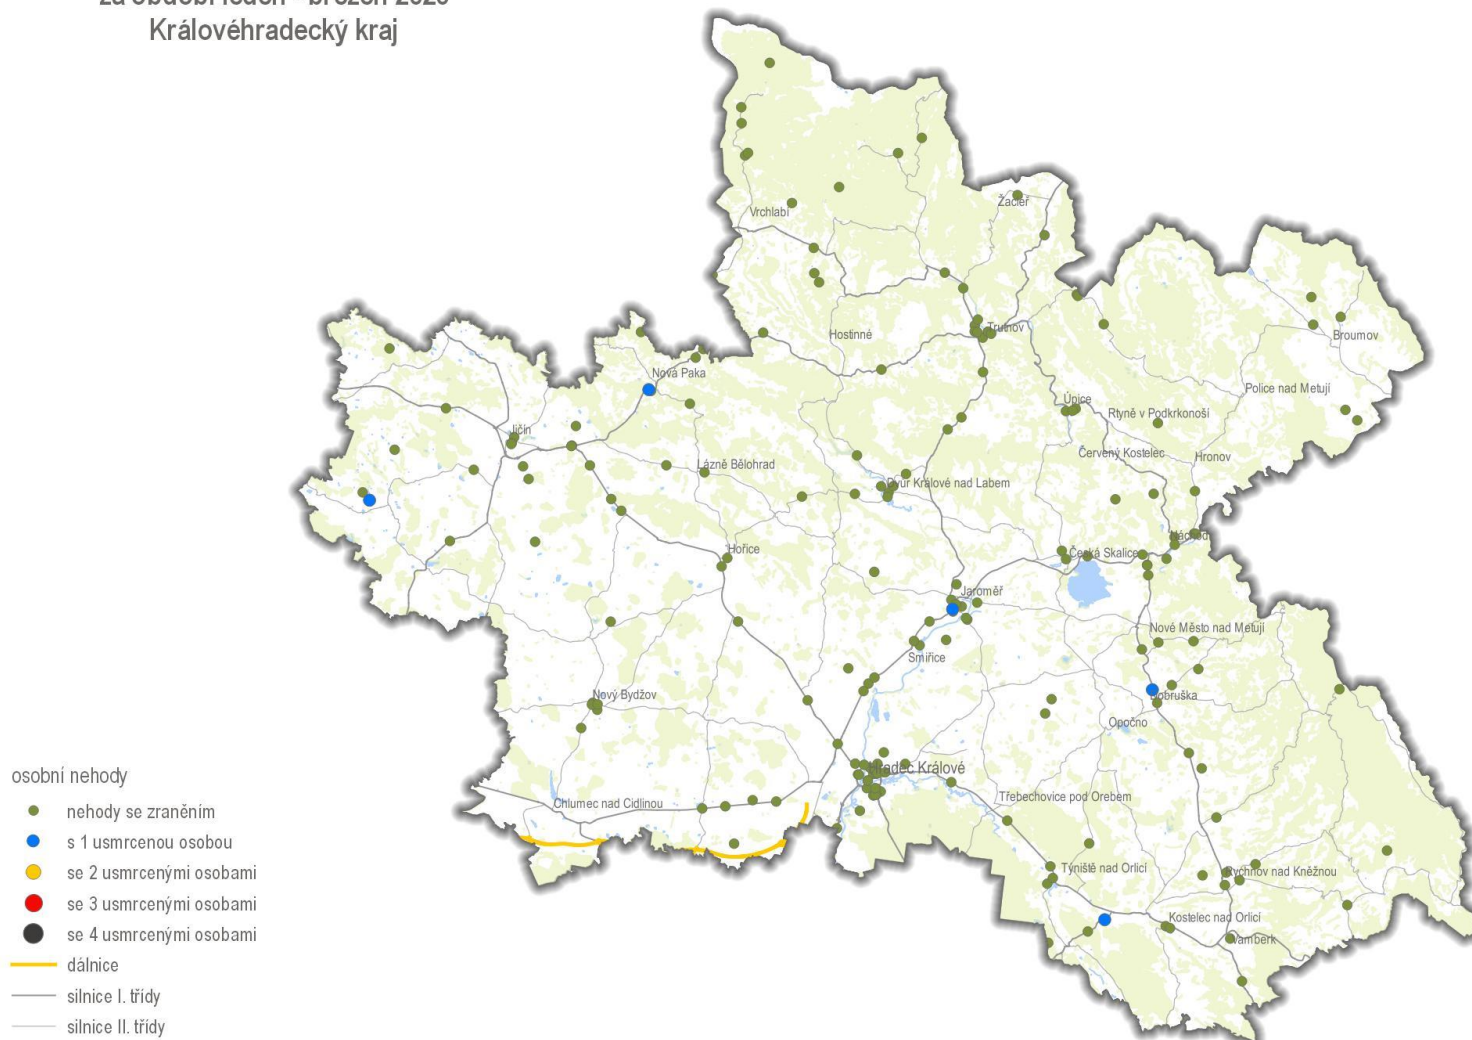 Královéhradecký kraj
Vrchlabí
Žacléř
Hostinné
Trutnov
Broumov
Nová Paka
Police nad Metují
Úpice
Rtyně v Podkrkonoší
Jičín
Červený Kostelec
Hronov
Lázně Bělohrad
Dvůr Králové nad Labem
Náchod
Hořice
Česká Skalice
Jaroměř
Nové Město nad Metují
Smiřice
Nový Bydžov
Dobruška
Opočno
Hradec Králové
Chlumec nad Cidlinou
Třebechovice pod Orebem
Týniště nad Orlicí
Rychnov nad Kněžnou
Kostelec nad Orlicí
Vamberk
osobní nehody
nehody se zraněním
s 1 usmrcenou osobou
se 2 usmrcenými osobami
se 3 usmrcenými osobami
se 4 usmrcenými osobami
dálnice
silnice I. třídy
silnice II. třídy